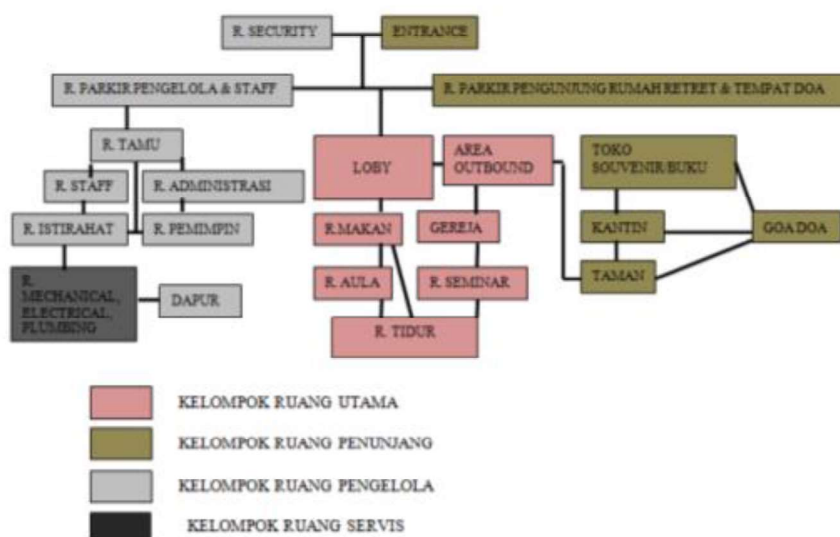 R. SECURITY
ENTRANCE
R. PARKIR PENGELOLA & STAFF
R. PARKIR PENGUNJUNG RUMAH RETRET & TEMPAT DOA
R. TAMU
R. STAFF
R. ADMINISTRASI
R. ISTIRAHAT
R. PEMIMPIN
R.
MECHANICAL,
ELECTRICAL,
PLUMBING
DAPUR
LOBY
AREA
OUTBOUND
R.MAKAN
GEREJA
R. AULA
R. SEMINAR
R. TIDUR
TOKO
SOUVENIR/BUKU
KANTIN
GOA DOA
TAMAN
KELOMPOK RUANG UTAMA
KELOMPOK RUANG PENUNJANG
KELOMPOK RUANG PENGELOLA
KELOMPOK RUANG SERVIS